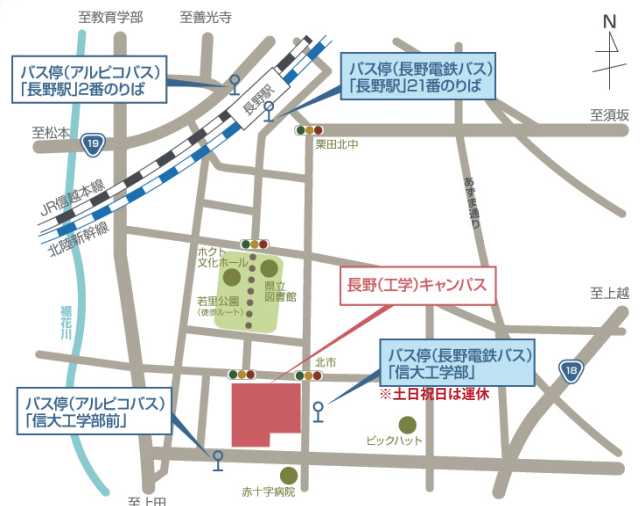 至教育学部
至善光寺
N
バス停(アルピコバス)
「長野駅」2番のりば
バス停(長野電鉄バス)
「長野駅」21番のりば
長野駅
至須坂
至松本
19
栗田北中
JR信越本線
北陸新幹線
あずま通り
ホクト
文化ホール
県立
図書館
若里公園
(徒歩ルート)
長野(工学)キャンパス
至上越
裾花川
北市
バス停(長野電鉄バス)
「信大工学部」
※土日祝日は運休
18
バス停(アルピコバス)
「信大工学部前」
ビックハット
赤十字病院
至上田